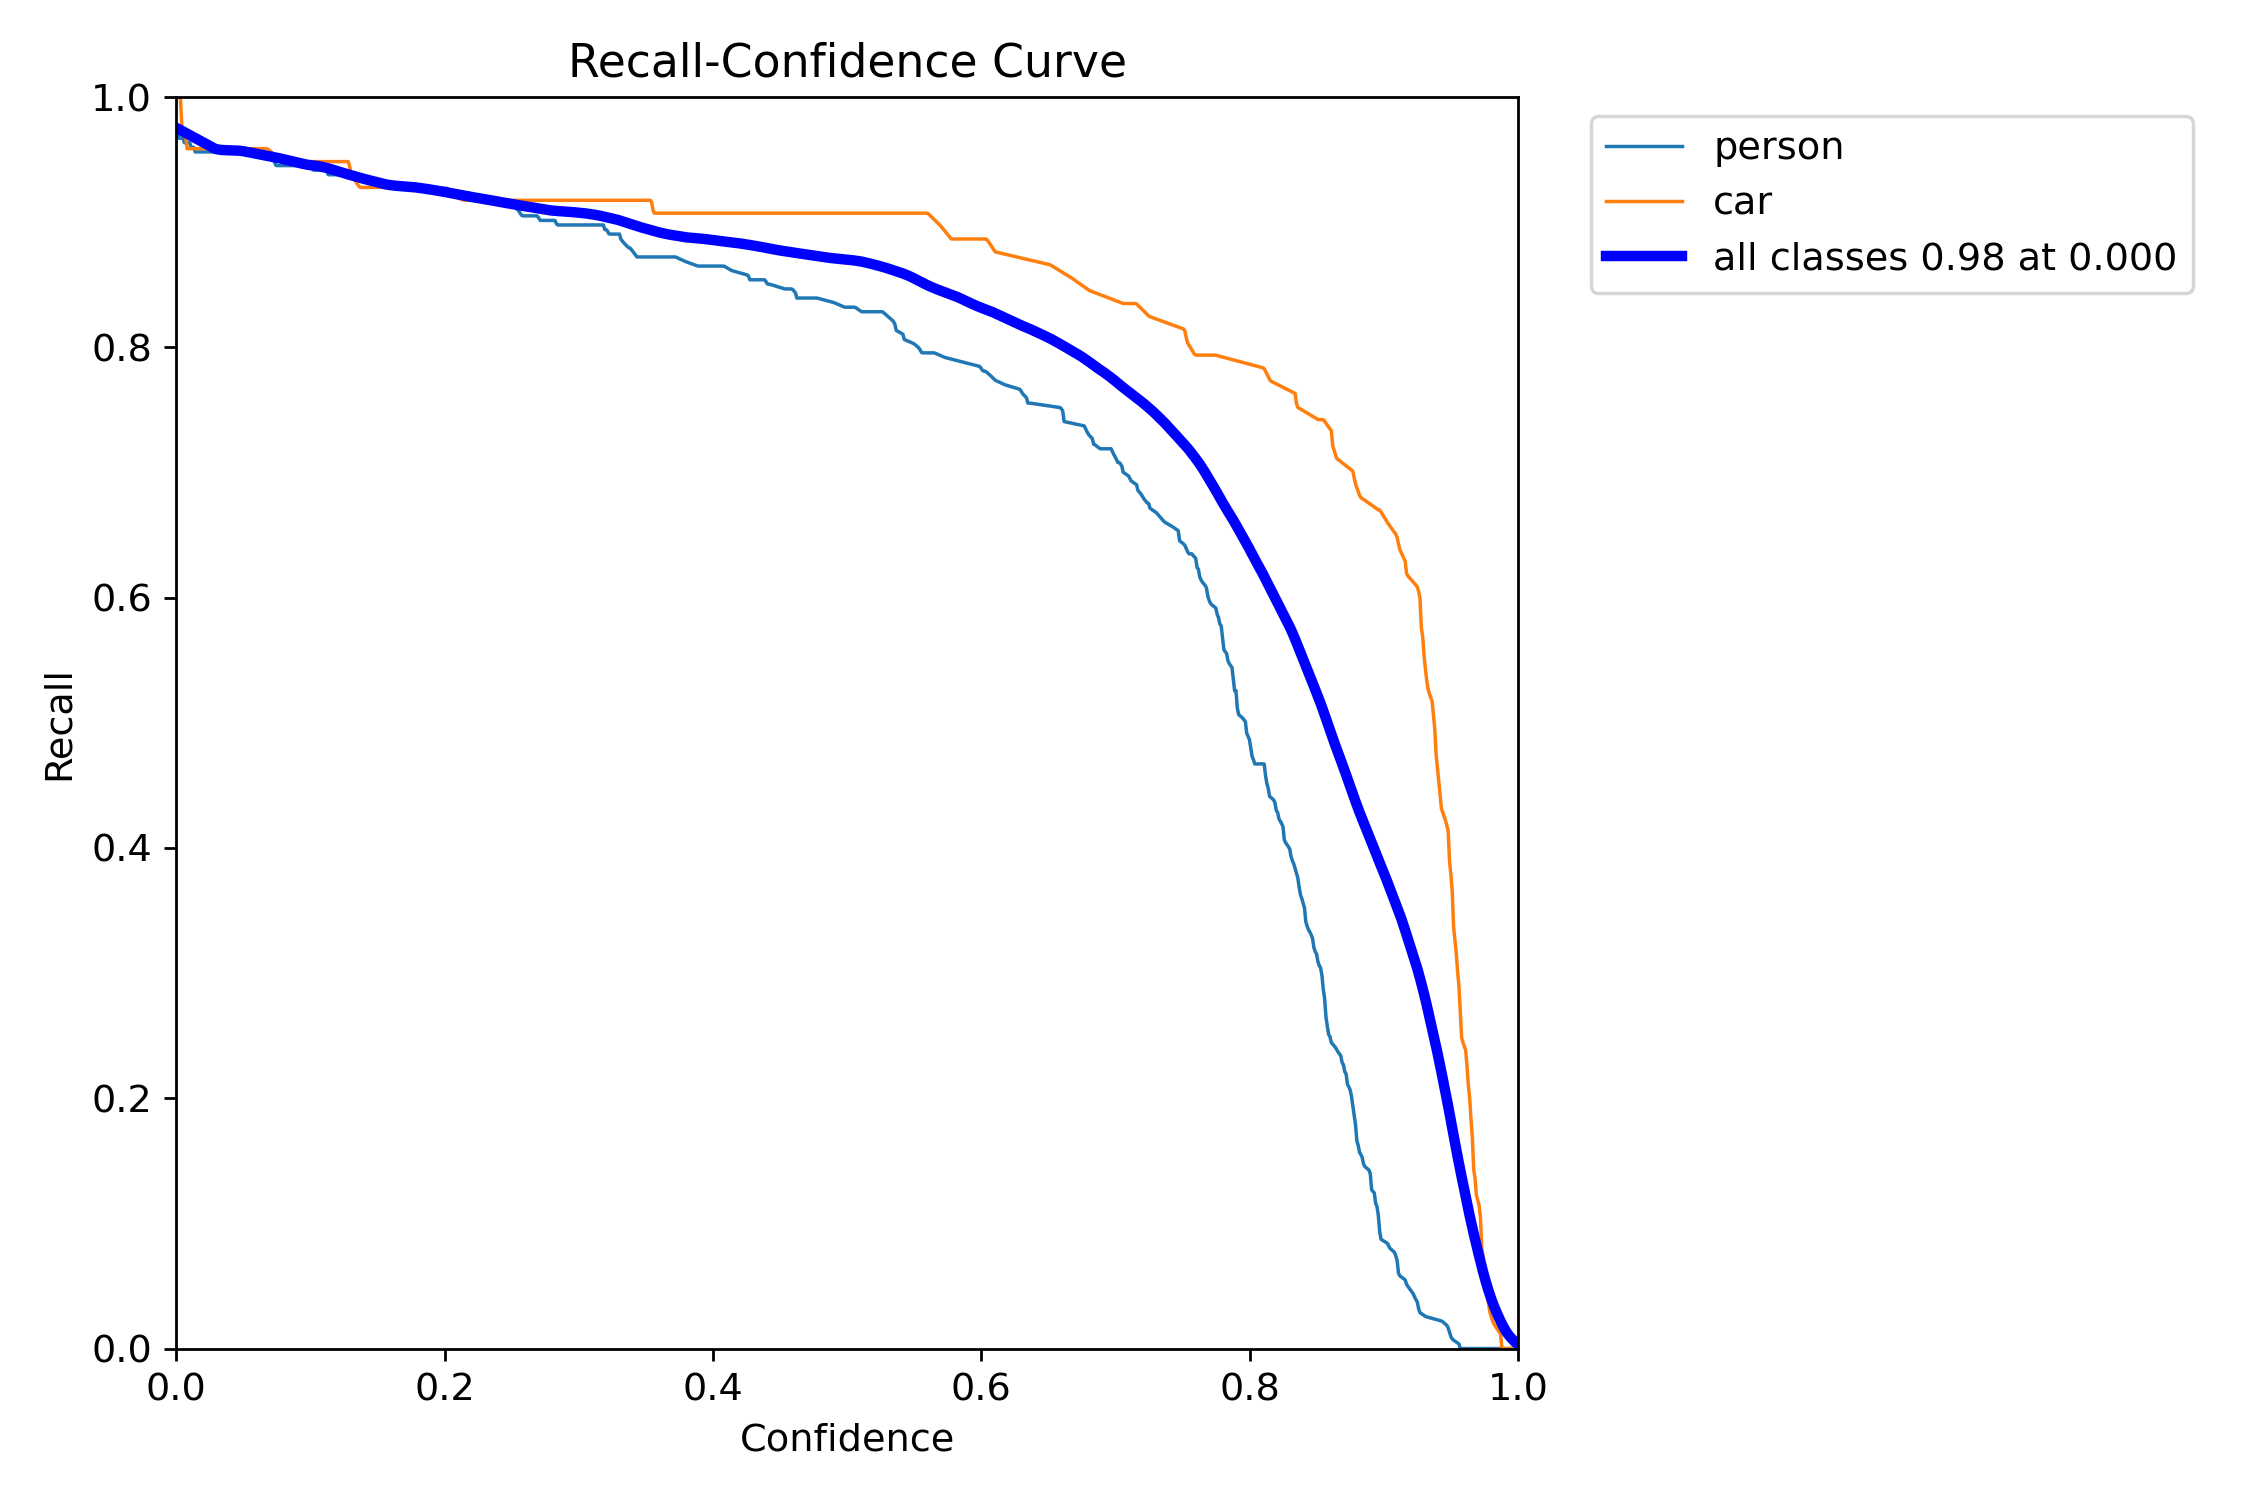 Recall-Confidence Curve
1.0
0.8
0.6
0.4
0.2
0.0
Recall
0.0 0.2 0.4 0.6 0.8 1.0
Confidence
person
car
all classes 0.98 at 0.000